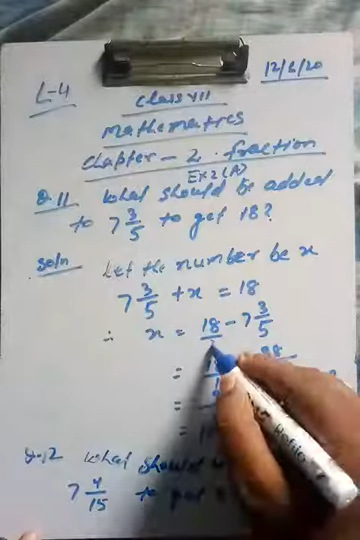 L-4
12/6/20
Class VII
Mathematics
Chapter - 2. fraction
Ex 2(A)
Q.11 What should be added
to 7 3/5 to get 18?
Soln Let the number be x
7 3/5 + x = 18
∴ x = 18 - 7 3/5
=
=
=
Q.12 What should
7 4/15 to get